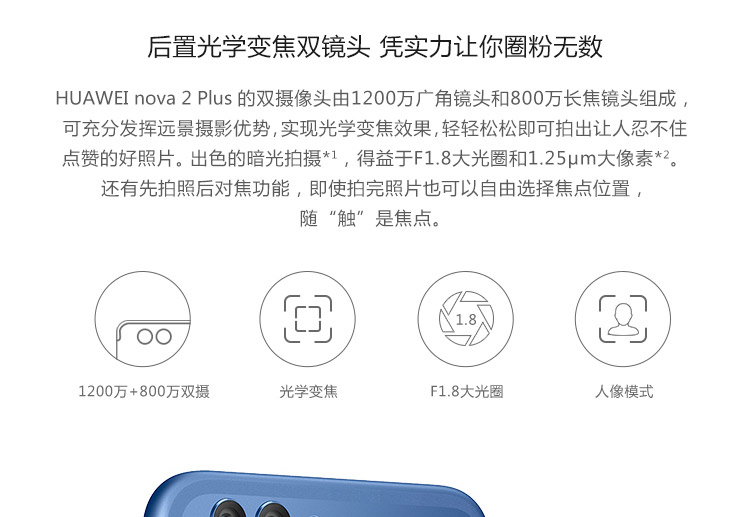 后置光学变焦双镜头 凭实力让你圈粉无数
HUAWEI nova 2 Plus 的双摄像头由1200万广角镜头和800万长焦镜头组成，
可充分发挥远景摄影优势，实现光学变焦效果，轻轻松松即可拍出让人忍不住
点赞的好照片。出色的暗光拍摄*1，得益于F1.8大光圈和1.25μm大像素*2。
还有先拍照后对焦功能，即使拍完照片也可以自由选择焦点位置，
随“触”是焦点。
1.8
1200万+800万双摄 光学变焦 F1.8大光圈 人像模式